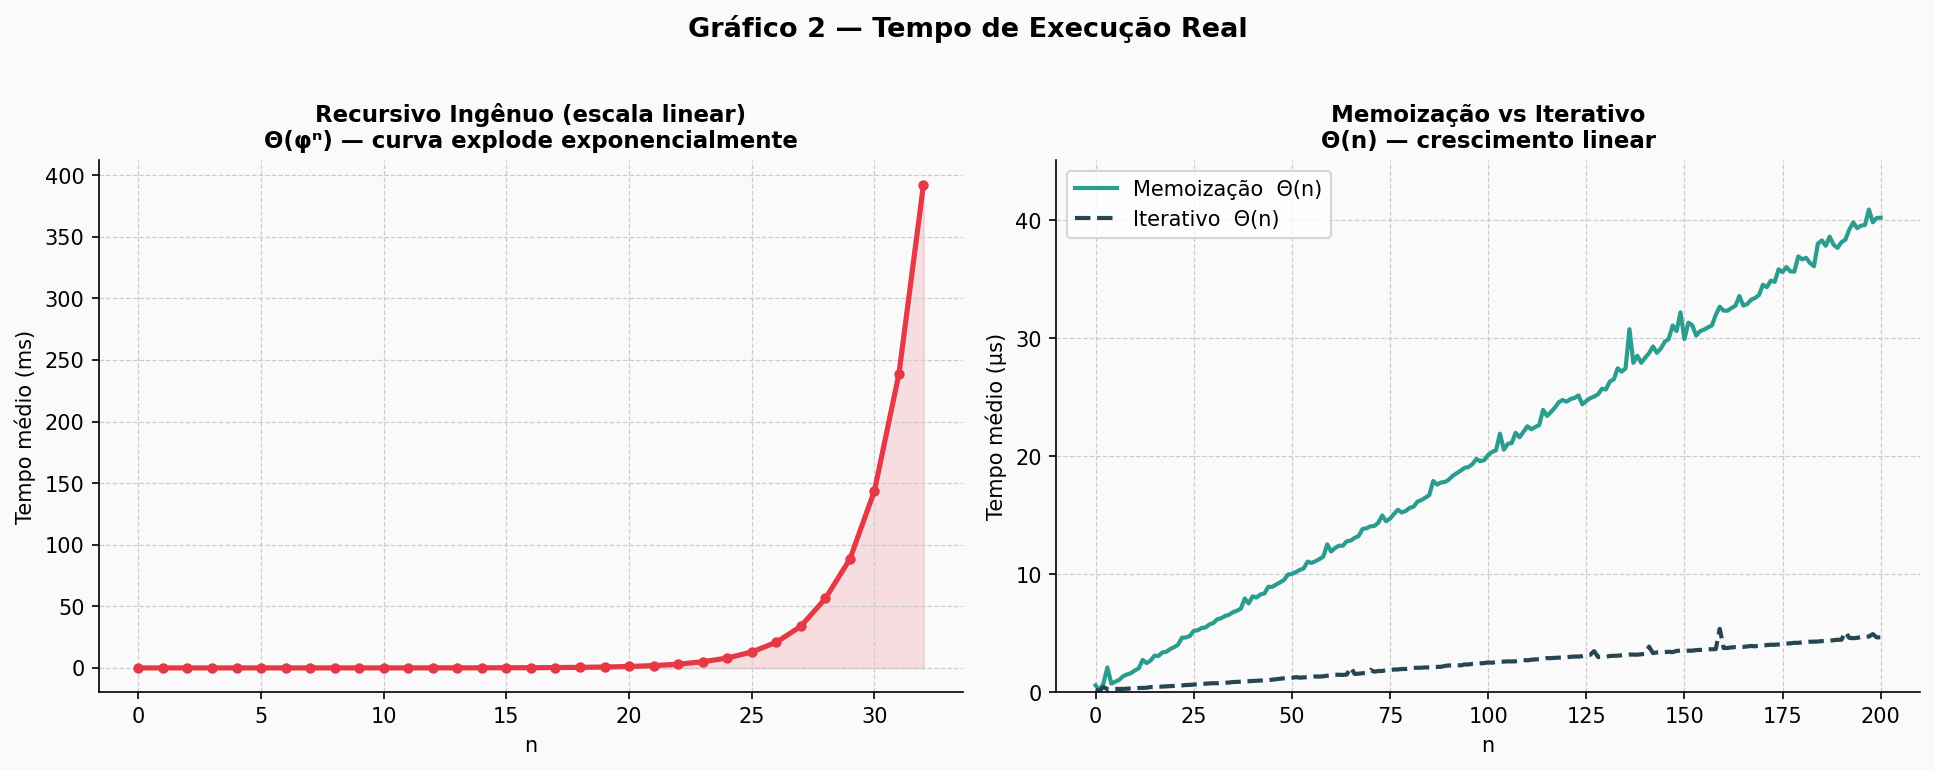 Gráfico 2 — Tempo de Execução Real
Recursivo Ingênuo (escala linear)
Θ(φⁿ) — curva explode exponencialmente
Tempo médio (ms)
400
350
300
250
200
150
100
50
0
0 5 10 15 20 25 30
n
Memoização vs Iterativo
Θ(n) — crescimento linear
Memoização Θ(n)
Iterativo Θ(n)
Tempo médio (µs)
40
30
20
10
0
0 25 50 75 100 125 150 175 200
n